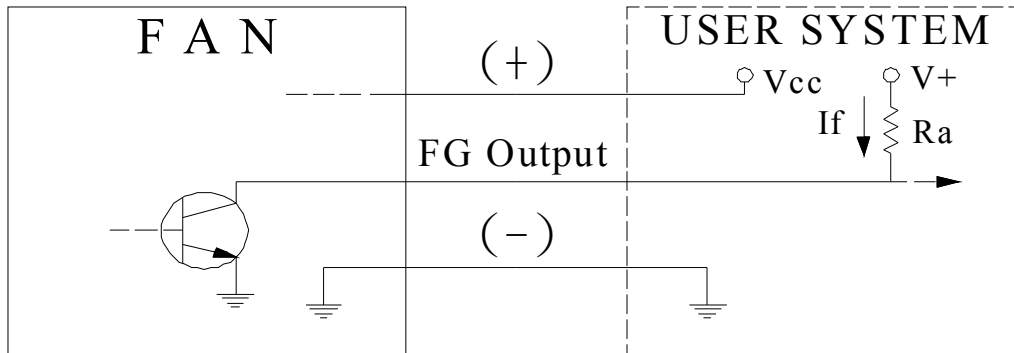 F A N
USER SYSTEM
(+)
Vcc
V+
If
Ra
FG Output
(-)